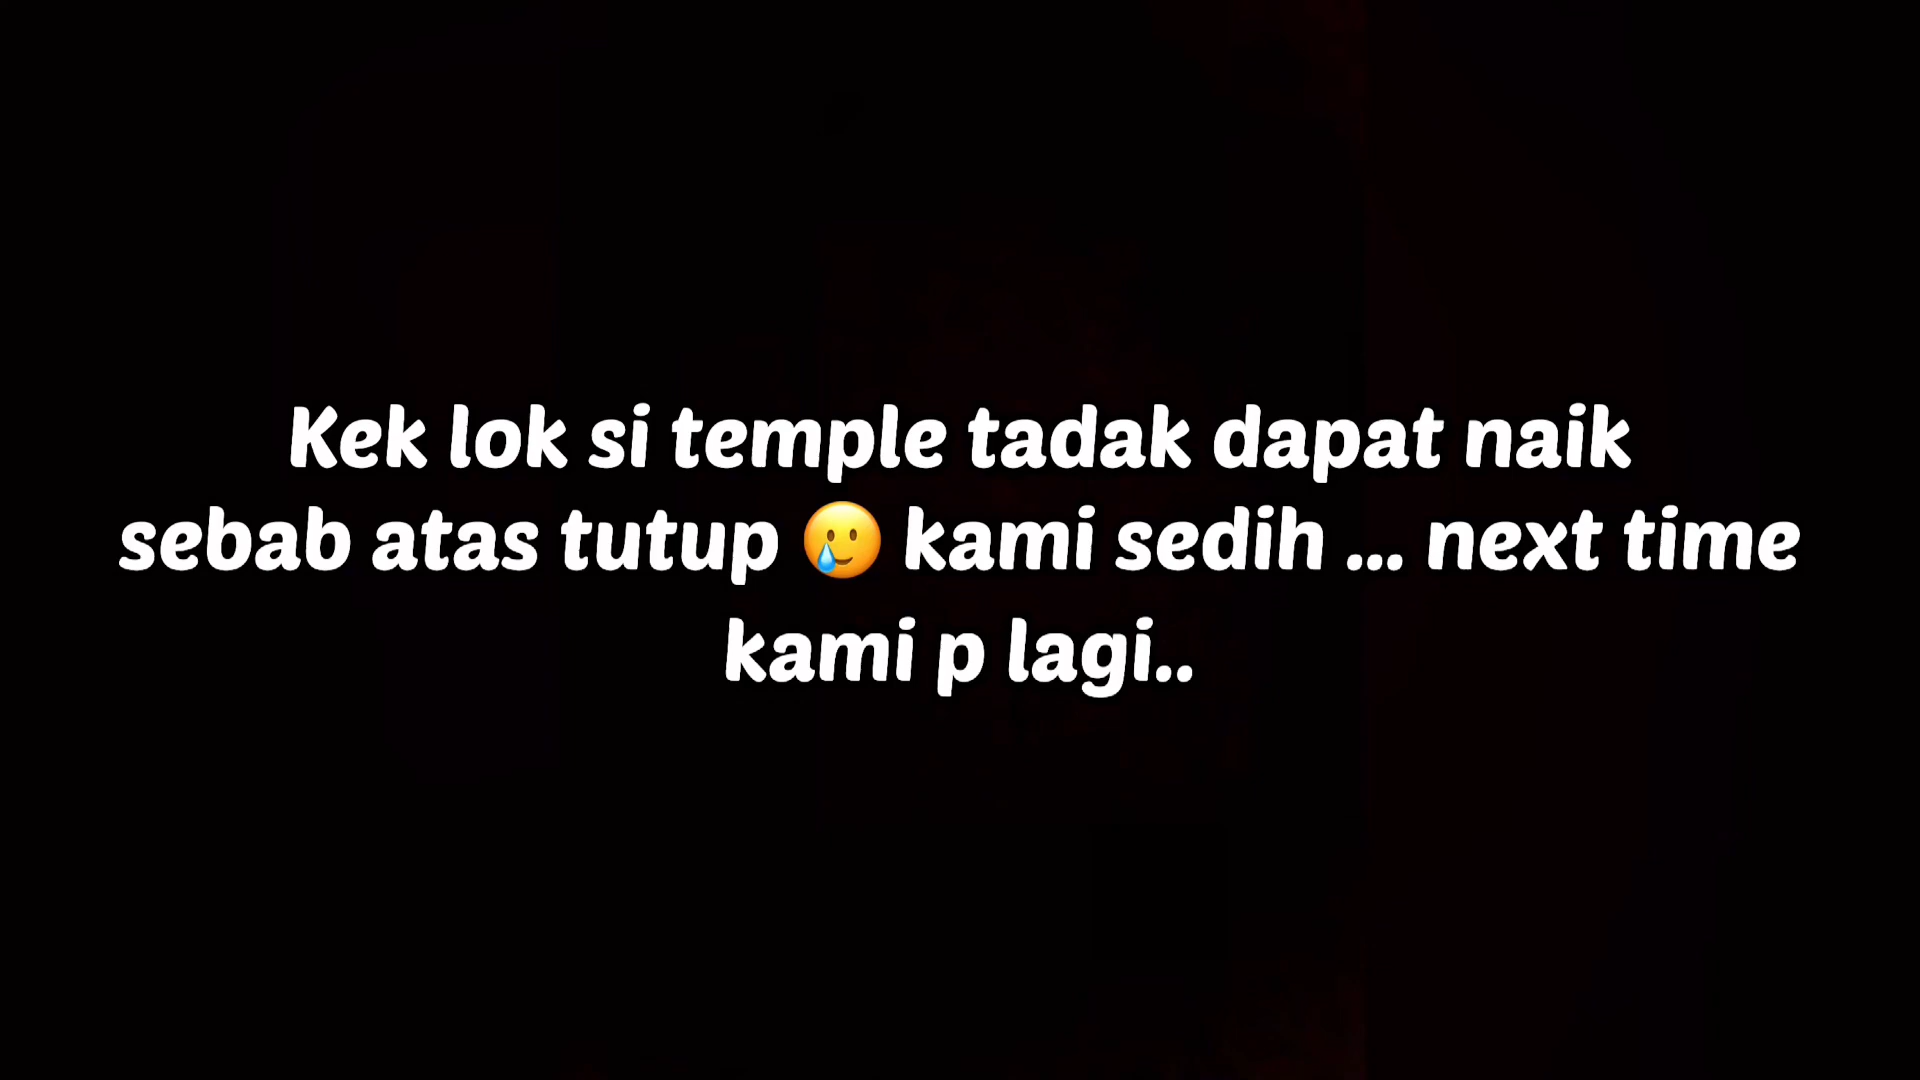 Kek lok si temple tadak dapat naik
sebab atas tutup 🥲 kami sedih ... next time
kami p lagi..